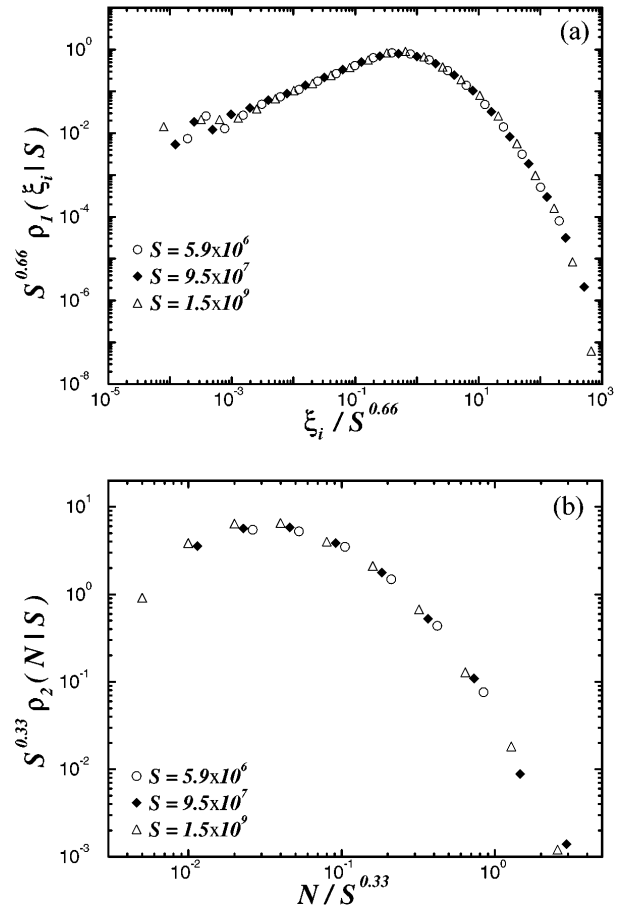 (a)
10^0
10^-2
10^-4
10^-6
10^-8
S^0.66 ρ_1 (ξ_i | S)
○ S = 5.9x10^6
◆ S = 9.5x10^7
△ S = 1.5x10^9
10^-5 10^-3 10^-1 10^1 10^3
ξ_i / S^0.66
(b)
10^1
10^0
10^-1
10^-2
10^-3
S^0.33 ρ_2 (N | S)
○ S = 5.9x10^6
◆ S = 9.5x10^7
△ S = 1.5x10^9
10^-2 10^-1 10^0
N / S^0.33